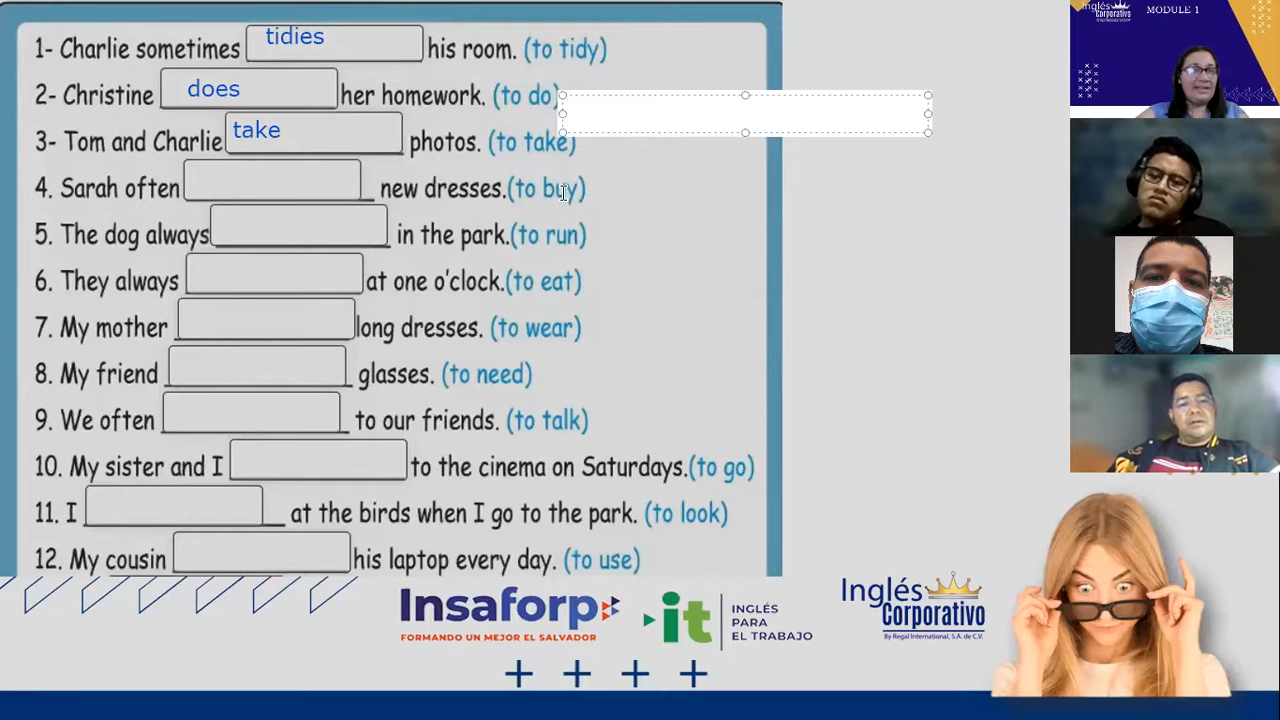 1- Charlie sometimes tidies his room. (to tidy)
2- Christine does her homework. (to do)
3- Tom and Charlie take photos. (to take)
4. Sarah often _ new dresses.(to buy)
5. The dog always _ in the park.(to run)
6. They always at one o'clock.(to eat)
7. My mother long dresses. (to wear)
8. My friend _ glasses. (to need)
9. We often _ to our friends. (to talk)
10. My sister and I to the cinema on Saturdays.(to go)
11. I _ at the birds when I go to the park. (to look)
12. My cousin his laptop every day. (to use)
Inglés
Corporativo
MODULE 1
Insaforp
FORMANDO UN MEJOR EL SALVADOR
it
INGLÉS
PARA
EL TRABAJO
Inglés
Corporativo
By Regal International, S.A. de C.V.